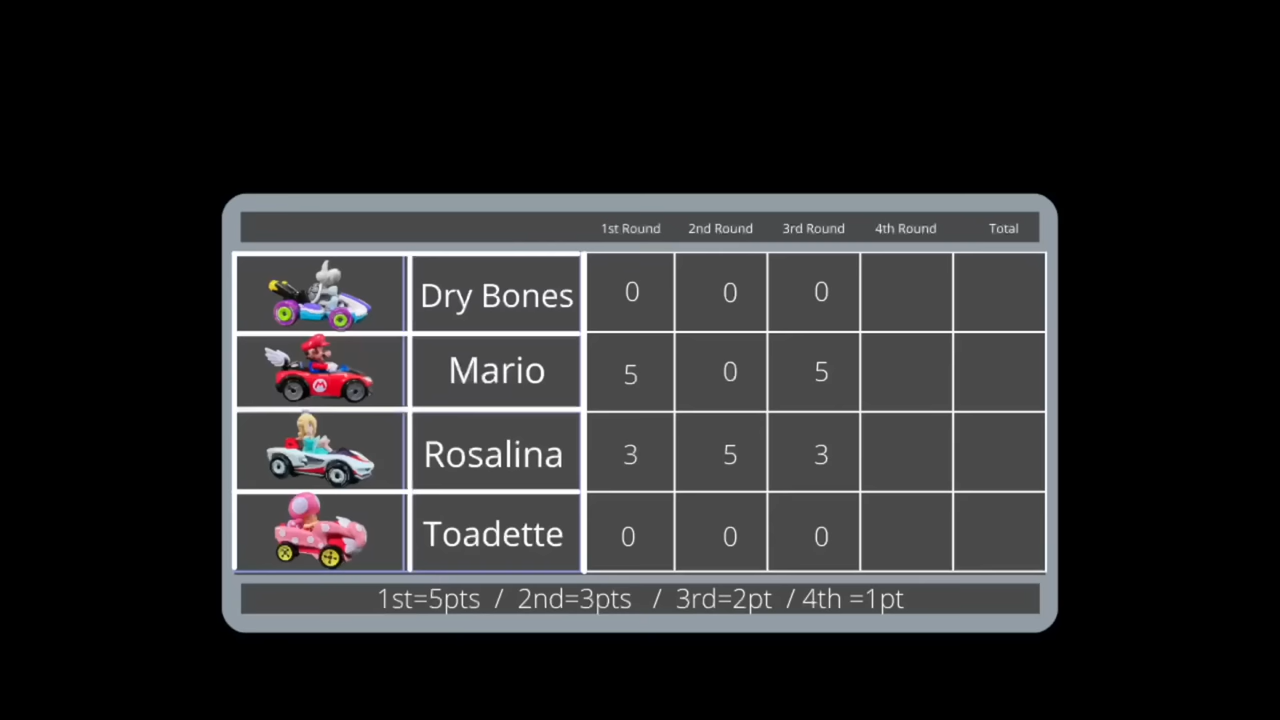 1st Round 2nd Round 3rd Round 4th Round Total
Dry Bones 0 0 0
Mario 5 0 5
Rosalina 3 5 3
Toadette 0 0 0
1st=5pts / 2nd=3pts / 3rd=2pt / 4th =1pt